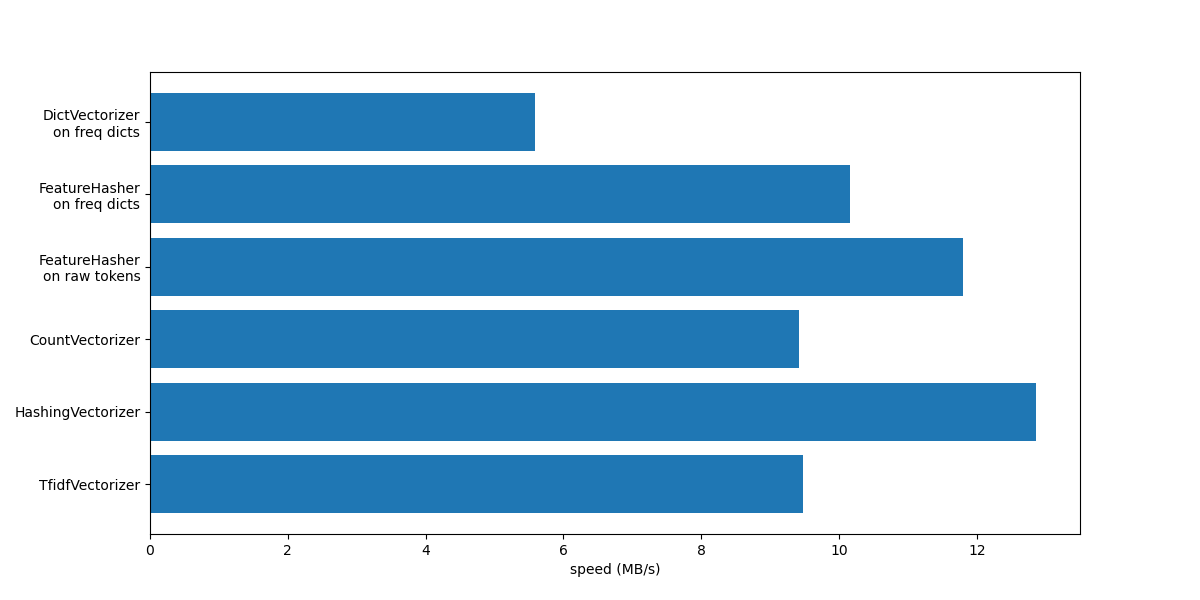 DictVectorizer
on freq dicts
FeatureHasher
on freq dicts
FeatureHasher
on raw tokens
CountVectorizer
HashingVectorizer
TfidfVectorizer
0 2 4 6 8 10 12
speed (MB/s)